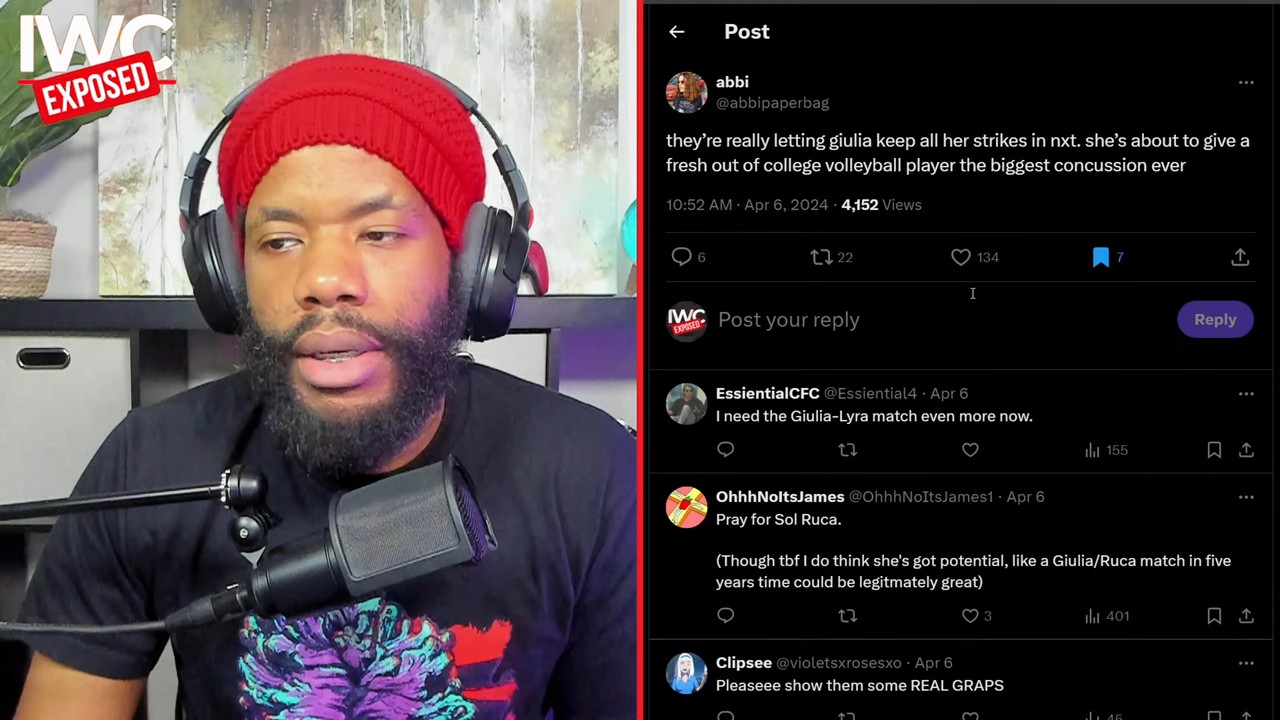 IWC
EXPOSED
Post
abbi
@abbipaperbag
they’re really letting giulia keep all her strikes in nxt. she’s about to give a
fresh out of college volleyball player the biggest concussion ever
10:52 AM · Apr 6, 2024 · 4,152 Views
6 22 134 7
IWC
EXPOSED
Post your reply
Reply
EssientialCFC @Essiential4 · Apr 6
I need the Giulia-Lyra match even more now.
155
OhhhNoItsJames @OhhhNoItsJames1 · Apr 6
Pray for Sol Ruca.
(Though tbf I do think she's got potential, like a Giulia/Ruca match in five
years time could be legitmately great)
3 401
Clipsee @violetsxrosesxo · Apr 6
Pleaseee show them some REAL GRAPS